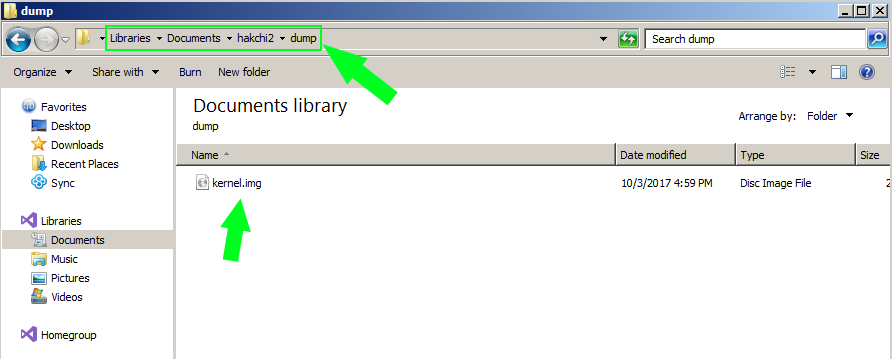 dump
Libraries Documents hakchi2 dump Search dump
Organize Share with Burn New folder
Favorites
Desktop
Downloads
Recent Places
Sync
Libraries
Documents
Music
Pictures
Videos
Homegroup
Documents library
dump
Arrange by: Folder
Name Date modified Type Size
kernel.img 10/3/2017 4:59 PM Disc Image File 2